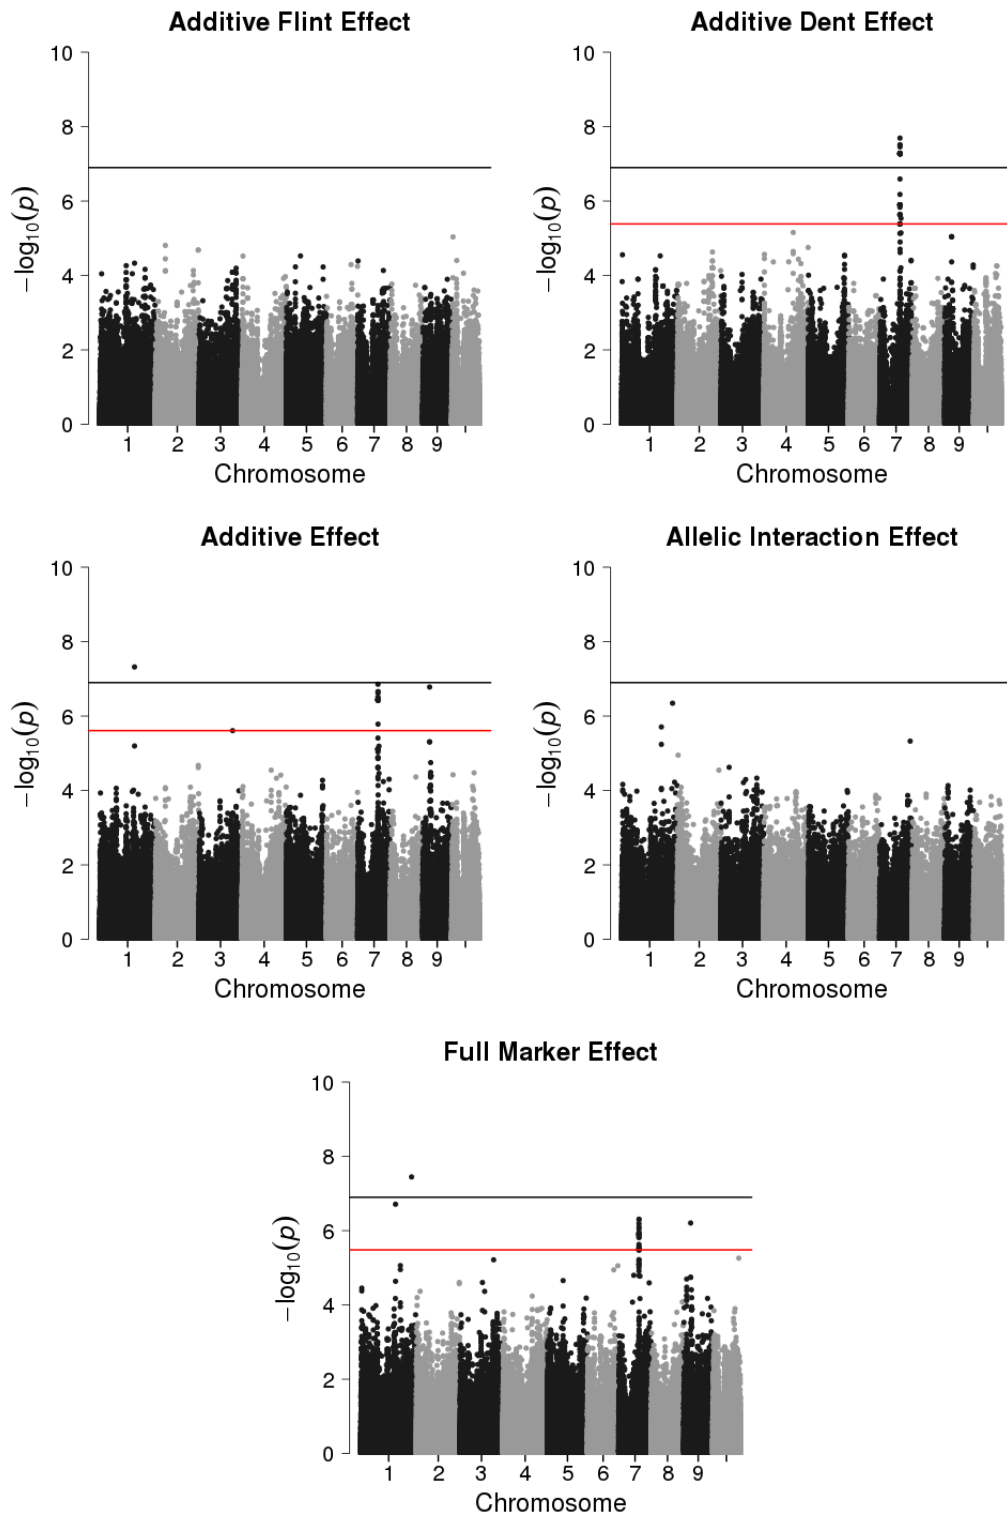 Additive Flint Effect
10
8
6
4
2
0
−log10(p)
1 2 3 4 5 6 7 8 9
Chromosome
Additive Dent Effect
10
8
6
4
2
0
−log10(p)
1 2 3 4 5 6 7 8 9
Chromosome
Additive Effect
10
8
6
4
2
0
−log10(p)
1 2 3 4 5 6 7 8 9
Chromosome
Allelic Interaction Effect
10
8
6
4
2
0
−log10(p)
1 2 3 4 5 6 7 8 9
Chromosome
Full Marker Effect
10
8
6
4
2
0
−log10(p)
1 2 3 4 5 6 7 8 9
Chromosome